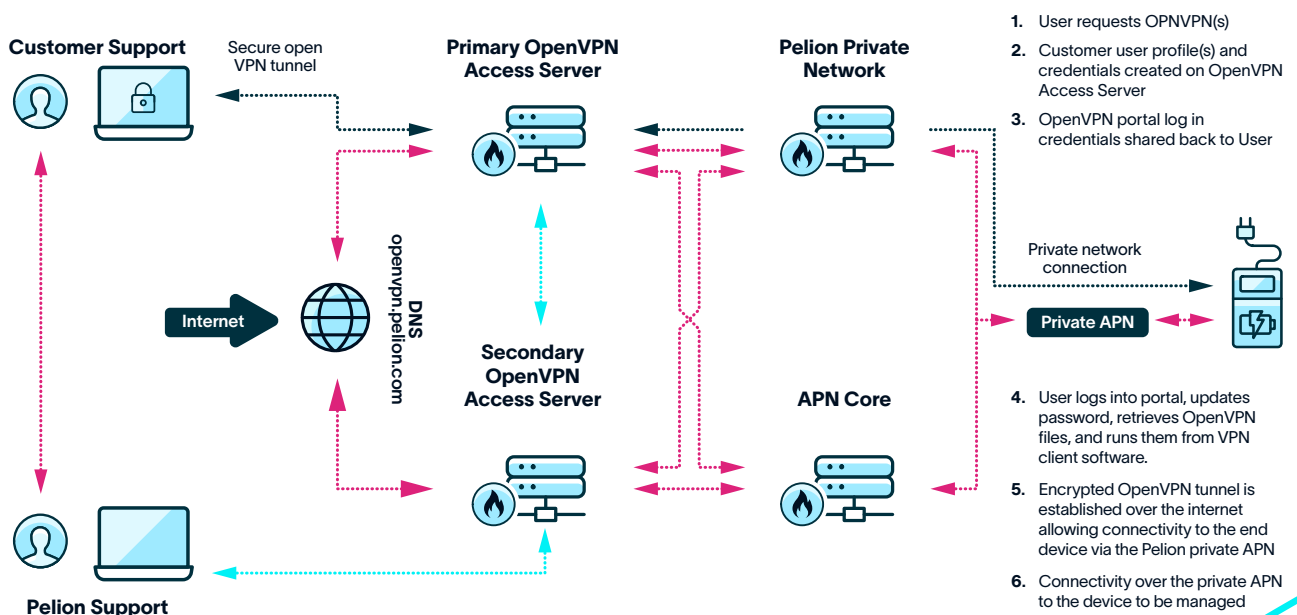 Customer Support
Secure open
VPN tunnel
Primary OpenVPN
Access Server
Pelion Private
Network
1. User requests OPNVPN(s)
2. Customer user profile(s) and
credentials created on OpenVPN
Access Server
3. OpenVPN portal log in
credentials shared back to User
Internet
DNS
openvpn.pelion.com
Private network
connection
Private APN
Secondary
OpenVPN
Access Server
APN Core
4. User logs into portal, updates
password, retrieves OpenVPN
files, and runs them from VPN
client software.
5. Encrypted OpenVPN tunnel is
established over the internet
allowing connectivity to the end
device via the Pelion private APN
6. Connectivity over the private APN
to the device to be managed
Pelion Support